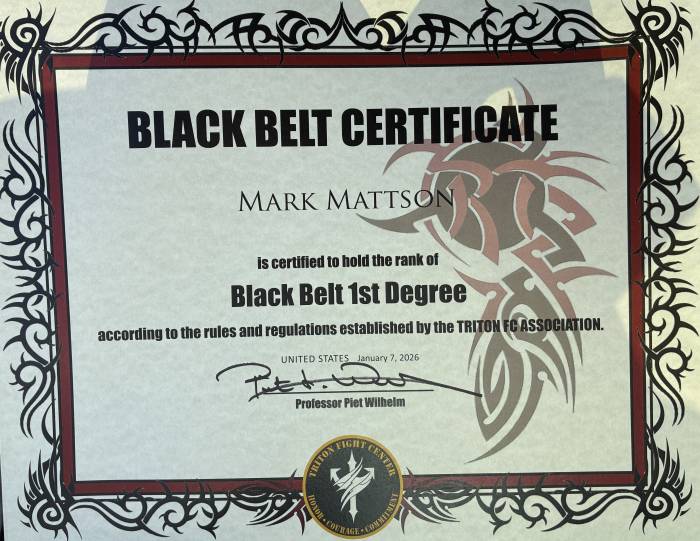 BLACK BELT CERTIFICATE
MARK MATTSON
is certified to hold the rank of
Black Belt 1st Degree
according to the rules and regulations established by the TRITON FC ASSOCIATION.
UNITED STATES January 7, 2026
Professor Piet Wilhelm
TRITON FIGHT CENTER
HONOR • COURAGE • COMMITMENT